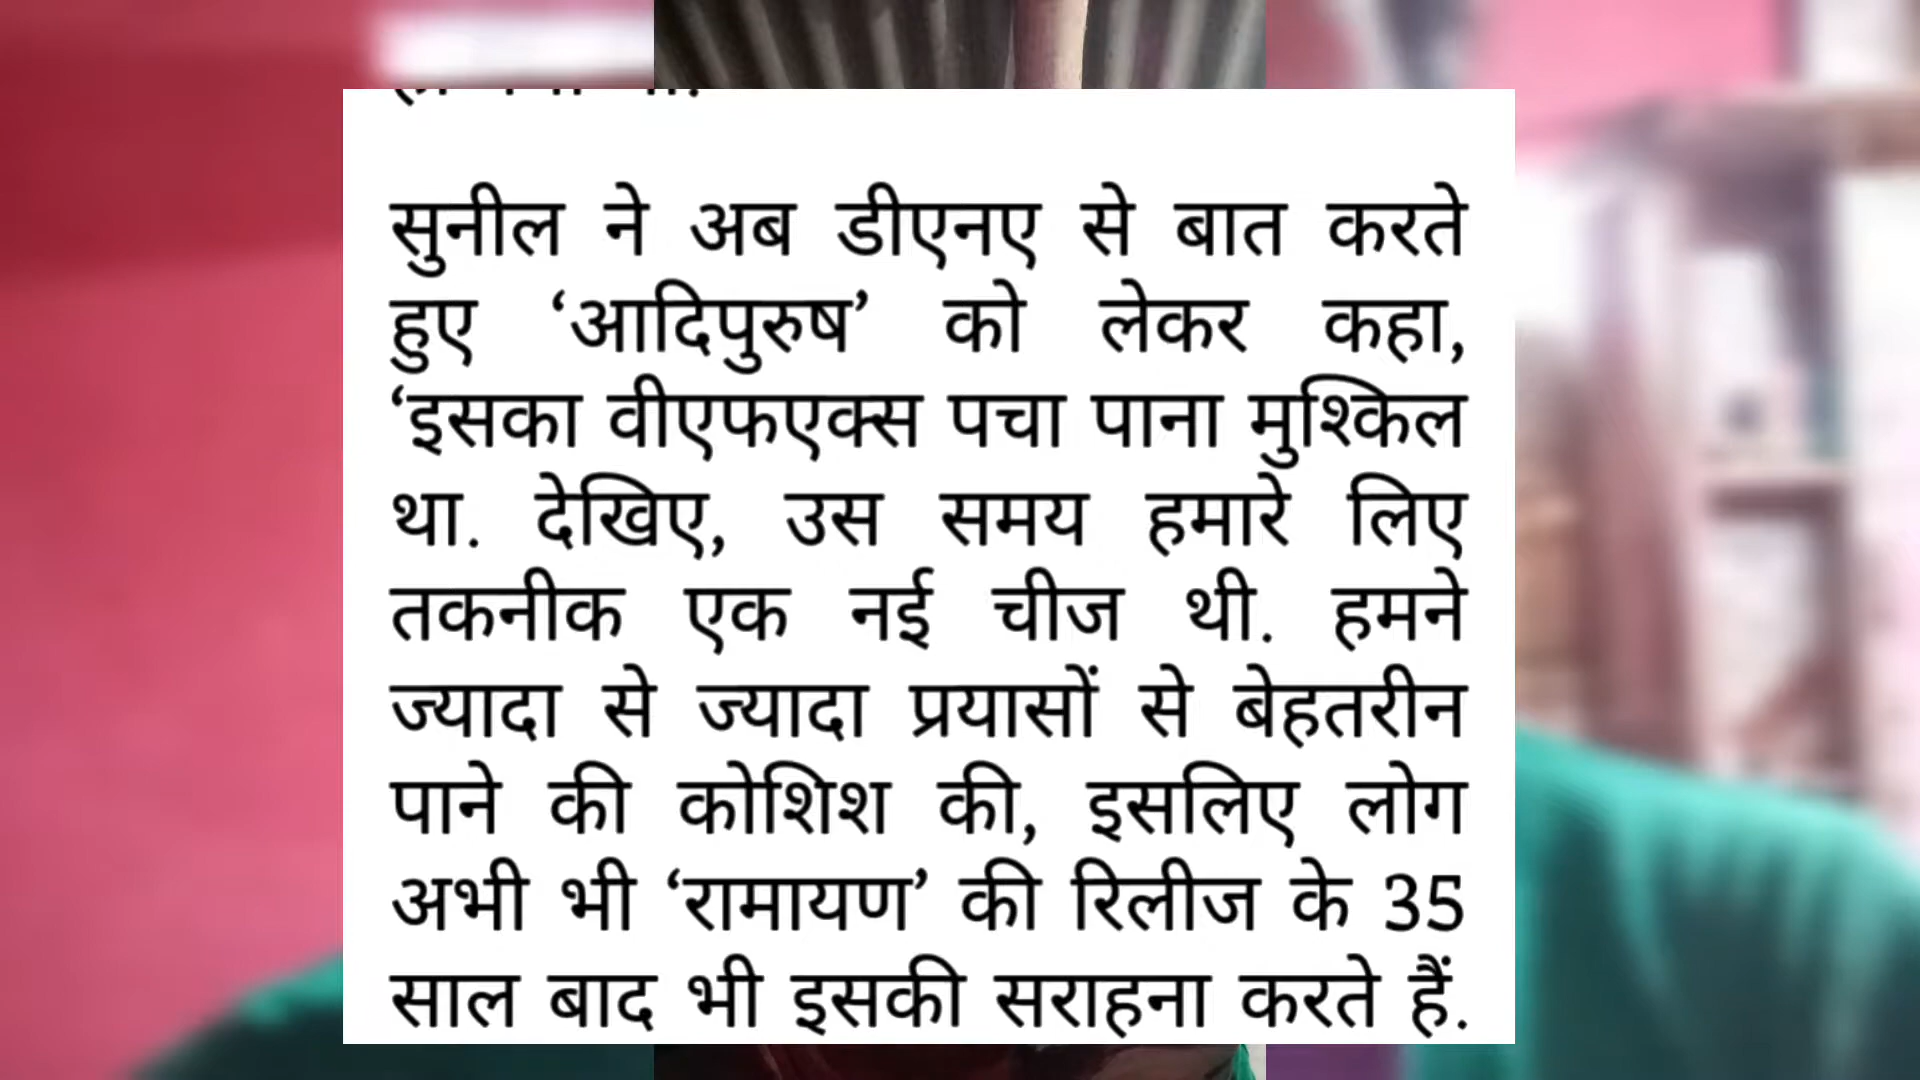 सुनील ने अब डीएनए से बात करते
हुए ‘आदिपुरुष’ को लेकर कहा,
‘इसका वीएफएक्स पचा पाना मुश्किल
था. देखिए, उस समय हमारे लिए
तकनीक एक नई चीज थी. हमने
ज्यादा से ज्यादा प्रयासों से बेहतरीन
पाने की कोशिश की, इसलिए लोग
अभी भी ‘रामायण’ की रिलीज के 35
साल बाद भी इसकी सराहना करते हैं.